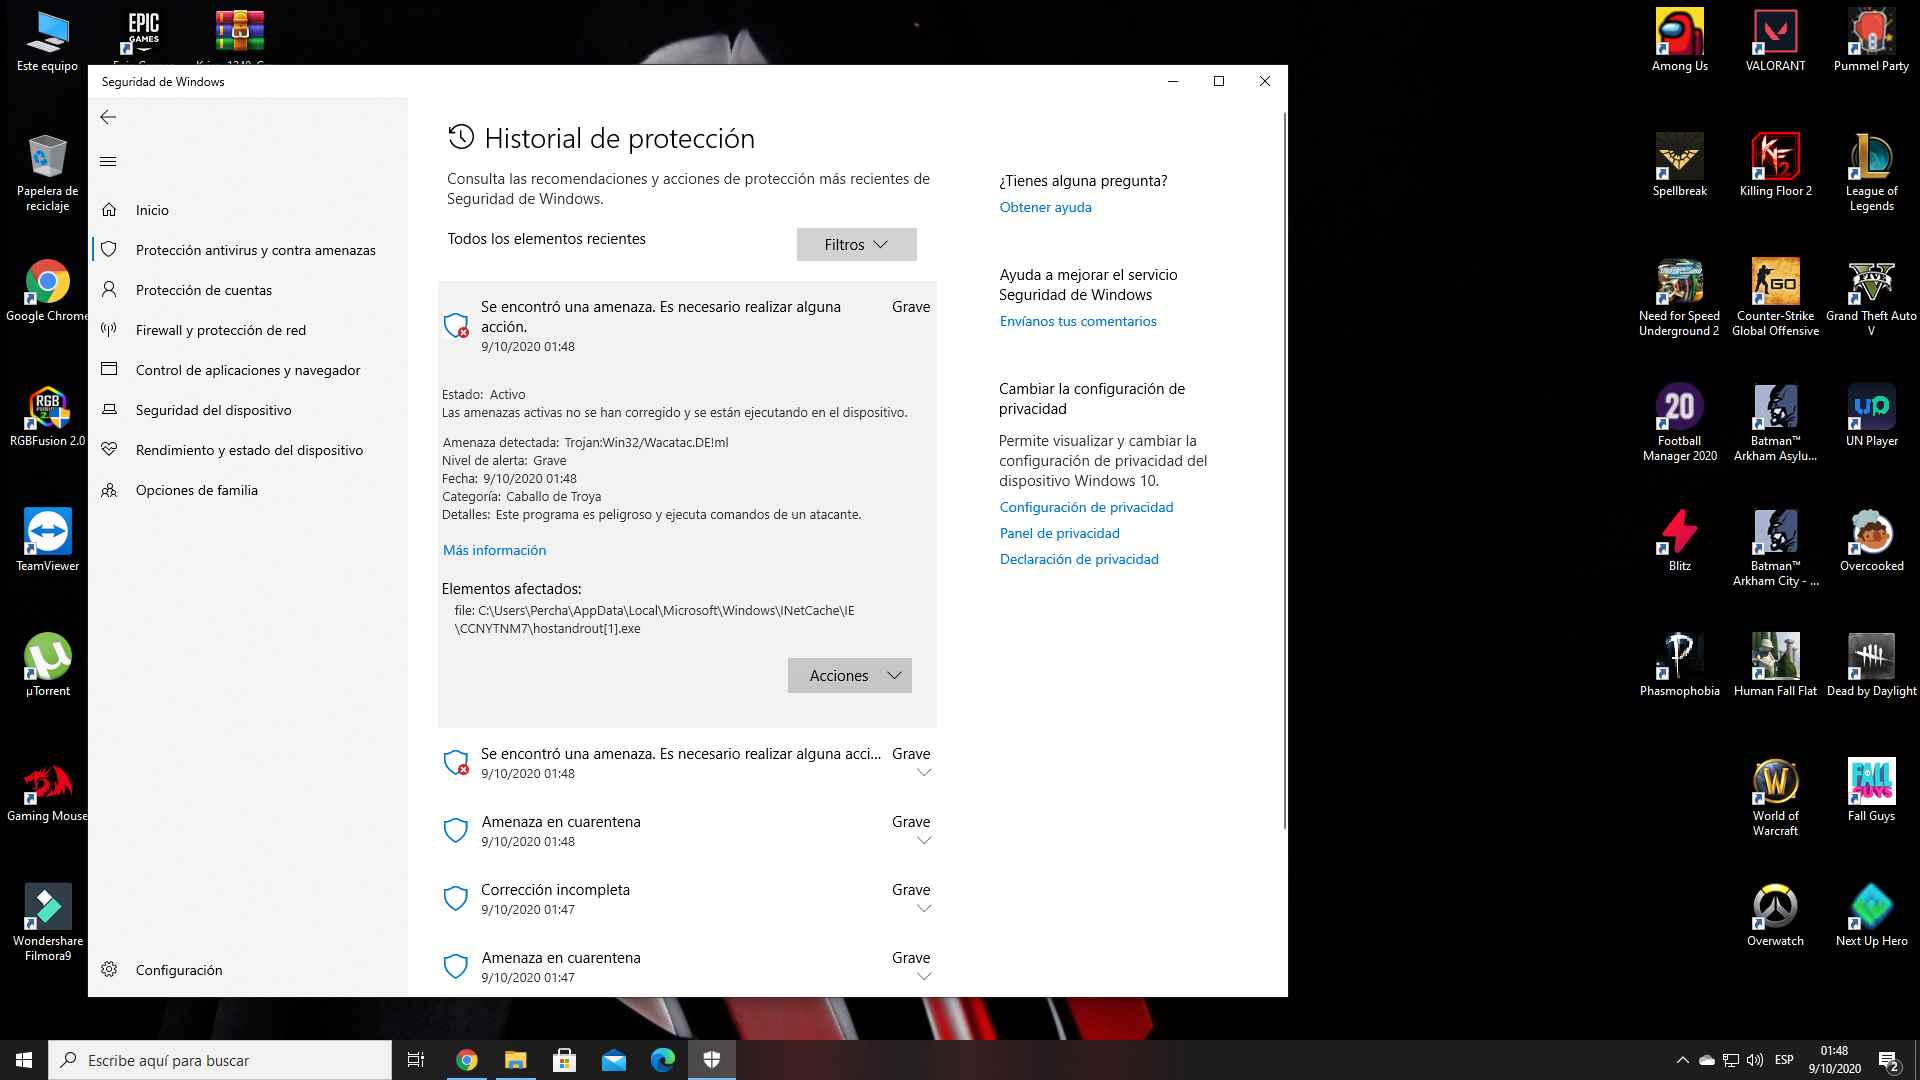 Este equipo
EPIC
GAMES
Papelera de
reciclaje
Google Chrome
RGB
RGBFusion 2.0
TeamViewer
µTorrent
Gaming Mouse
Wondershare
Filmora9
Seguridad de Windows
Inicio
Protección antivirus y contra amenazas
Protección de cuentas
Firewall y protección de red
Control de aplicaciones y navegador
Seguridad del dispositivo
Rendimiento y estado del dispositivo
Opciones de familia
Configuración
Historial de protección
Consulta las recomendaciones y acciones de protección más recientes de
Seguridad de Windows.
Todos los elementos recientes
Filtros
Se encontró una amenaza. Es necesario realizar alguna
acción.
Grave
9/10/2020 01:48
Estado: Activo
Las amenazas activas no se han corregido y se están ejecutando en el dispositivo.
Amenaza detectada: Trojan:Win32/Wacatac.DE!ml
Nivel de alerta: Grave
Fecha: 9/10/2020 01:48
Categoría: Caballo de Troya
Detalles: Este programa es peligroso y ejecuta comandos de un atacante.
Más información
Elementos afectados:
file: C:\Users\Percha\AppData\Local\Microsoft\Windows\INetCache\IE
\CCNYTNM7\hostandrout[1].exe
Acciones
Se encontró una amenaza. Es necesario realizar alguna acci... Grave
9/10/2020 01:48
Amenaza en cuarentena Grave
9/10/2020 01:48
Corrección incompleta Grave
9/10/2020 01:47
Amenaza en cuarentena Grave
9/10/2020 01:47
¿Tienes alguna pregunta?
Obtener ayuda
Ayuda a mejorar el servicio
Seguridad de Windows
Envíanos tus comentarios
Cambiar la configuración de
privacidad
Permite visualizar y cambiar la
configuración de privacidad del
dispositivo Windows 10.
Configuración de privacidad
Panel de privacidad
Declaración de privacidad
Among Us
VALORANT
Pummel Party
Spellbreak
KF2
Killing Floor 2
League of
Legends
Need for Speed
Underground 2
GO
Counter-Strike
Global Offensive
V
FIVE
Grand Theft Auto
V
20
Football
Manager 2020
Batman™
Arkham Asylu...
up
UN Player
Blitz
Batman™
Arkham City - ...
Overcooked
Phasmophobia
Human Fall Flat
Dead by Daylight
W
World of
Warcraft
FALL
GUYS
Fall Guys
Overwatch
Next Up Hero
Escribe aquí para buscar
ESP
01:48
9/10/2020
2